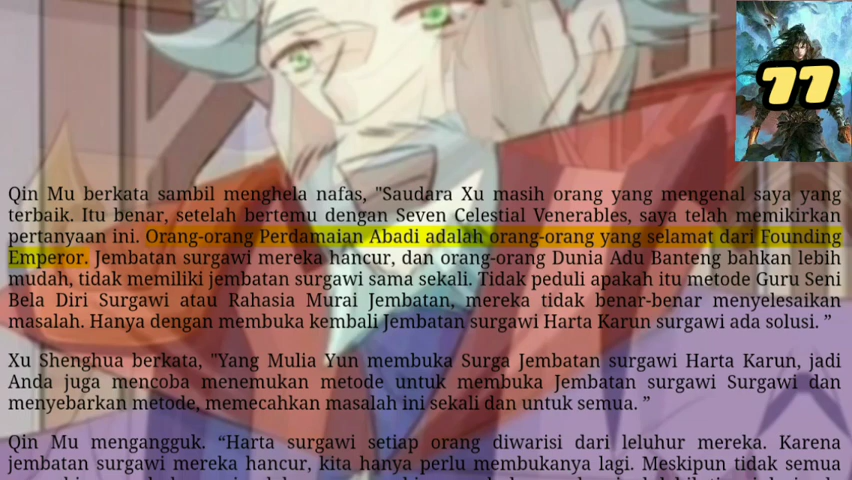 77
Qin Mu berkata sambil menghela nafas, "Saudara Xu masih orang yang mengenal saya yang
terbaik. Itu benar, setelah bertemu dengan Seven Celestial Venerables, saya telah memikirkan
pertanyaan ini. Orang-orang Perdamaian Abadi adalah orang-orang yang selamat dari Founding
Emperor. Jembatan surgawi mereka hancur, dan orang-orang Dunia Adu Banteng bahkan lebih
mudah, tidak memiliki jembatan surgawi sama sekali. Tidak peduli apakah itu metode Guru Seni
Bela Diri Surgawi atau Rahasia Murai Jembatan, mereka tidak benar-benar menyelesaikan
masalah. Hanya dengan membuka kembali Jembatan surgawi Harta Karun surgawi ada solusi. ”
Xu Shenghua berkata, "Yang Mulia Yun membuka Surga Jembatan surgawi Harta Karun, jadi
Anda juga mencoba menemukan metode untuk membuka Jembatan surgawi Surgawi dan
menyebarkan metode, memecahkan masalah ini sekali dan untuk semua. ”
Qin Mu mengangguk. “Harta surgawi setiap orang diwarisi dari leluhur mereka. Karena
jembatan surgawi mereka hancur, kita hanya perlu membukanya lagi. Meskipun tidak semua